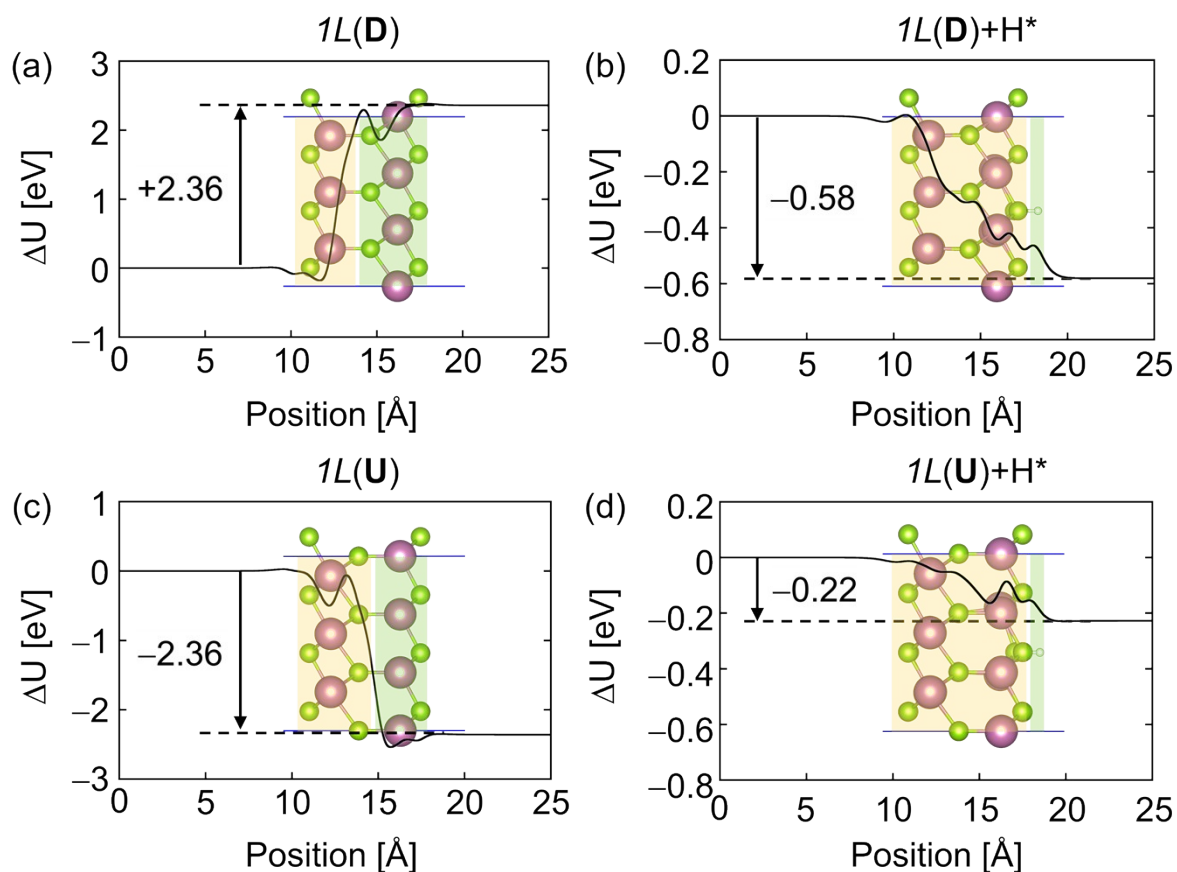 1L(D)
1L(D)+H*
(a)
(b)
3
2
1
0
−1
ΔU [eV]
+2.36
0 5 10 15 20 25
Position [Å]
0.2
0
−0.2
−0.4
−0.6
−0.8
ΔU [eV]
−0.58
0 5 10 15 20 25
Position [Å]
1L(U)
1L(U)+H*
(c)
(d)
1
0
−1
−2
−3
ΔU [eV]
−2.36
0 5 10 15 20 25
Position [Å]
0.2
0
−0.2
−0.4
−0.6
−0.8
ΔU [eV]
−0.22
0 5 10 15 20 25
Position [Å]